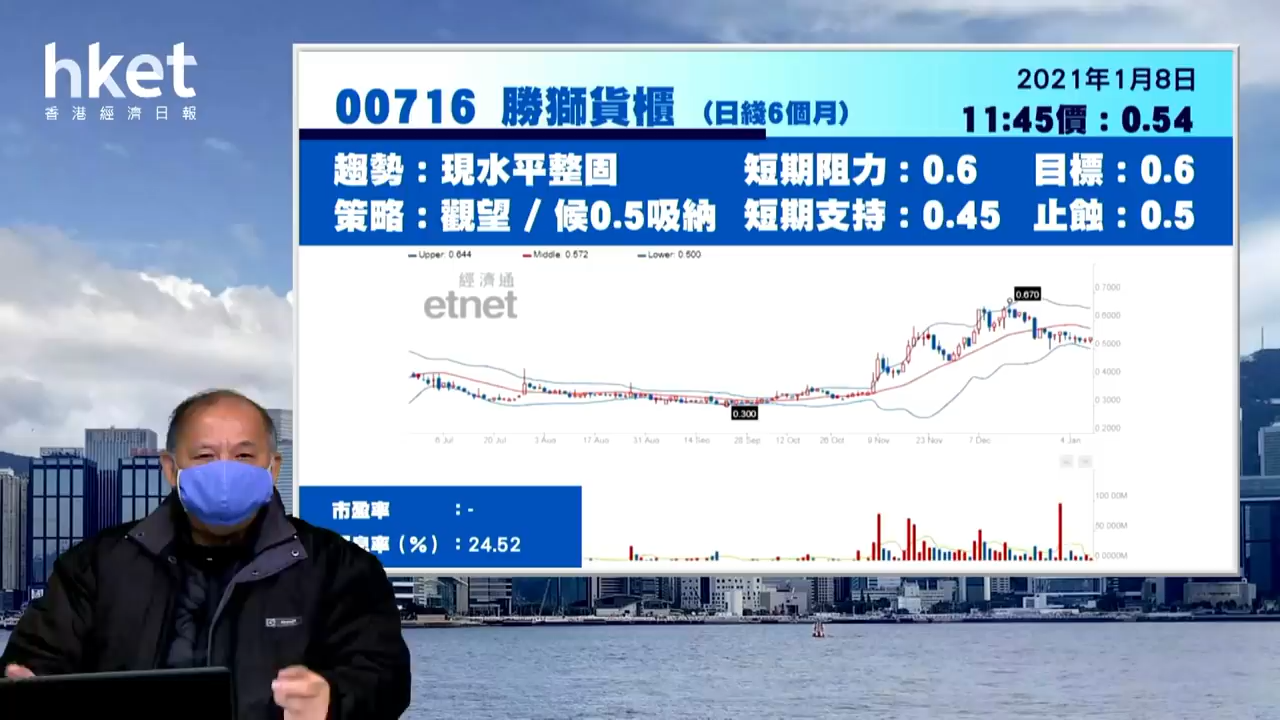 hket
香港經濟日報
00716 勝獅貨櫃 (日綫6個月)
2021年1月8日
11:45價：0.54
趨勢：現水平整固 短期阻力：0.6 目標：0.6
策略：觀望 / 候0.5吸納 短期支持：0.45 止蝕：0.5
Upper: 0.644 Middle: 0.572 Lower: 0.500
經濟通
etnet
0.670
0.300
0.7000
0.6000
0.5000
0.4000
0.3000
0.2000
6 Jul 20 Jul 3 Aug 17 Aug 31 Aug 14 Sep 28 Sep 12 Oct 26 Oct 9 Nov 23 Nov 7 Dec 4 Jan
100.00M
50.000M
0.0000M
市盈率 ：-
率（%）：24.52